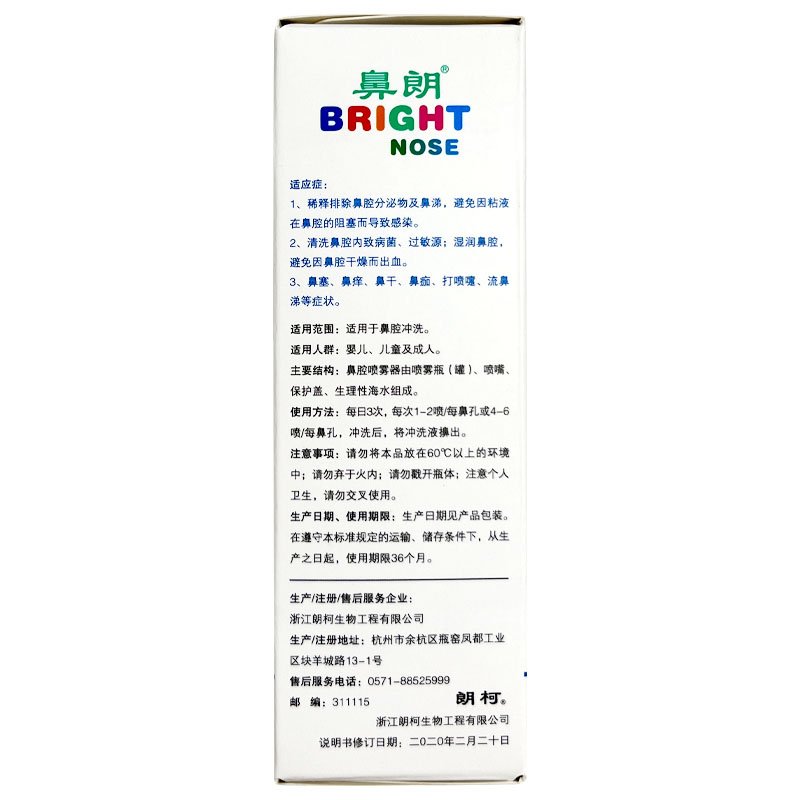 鼻朗®
BRIGHT
NOSE
适应症：
1、稀释排除鼻腔分泌物及鼻涕，避免因粘液
在鼻腔的阻塞而导致感染。
2、清洗鼻腔内致病菌、过敏源；湿润鼻腔，
避免因鼻腔干燥而出血。
3、鼻塞、鼻痒、鼻干、鼻痂、打喷嚏、流鼻
涕等症状。
适用范围：适用于鼻腔冲洗。
适用人群：婴儿、儿童及成人。
主要结构：鼻腔喷雾器由喷雾瓶（罐）、喷嘴、
保护盖、生理性海水组成。
使用方法：每日3次，每次1-2喷/每鼻孔或4-6
喷/每鼻孔，冲洗后，将冲洗液擤出。
注意事项：请勿将本品放在60℃以上的环境
中；请勿弃于火内；请勿戳开瓶体；注意个人
卫生，请勿交叉使用。
生产日期、使用期限：生产日期见产品包装。
在遵守本标准规定的运输、储存条件下，从生
产之日起，使用期限36个月。
生产/注册/售后服务企业：
浙江朗柯生物工程有限公司
生产/注册地址：杭州市余杭区瓶窑凤都工业
区块羊城路13-1号
售后服务电话：0571-88525999
邮 编：311115
朗柯®
浙江朗柯生物工程有限公司
说明书修订日期：二〇二〇年二月二十日